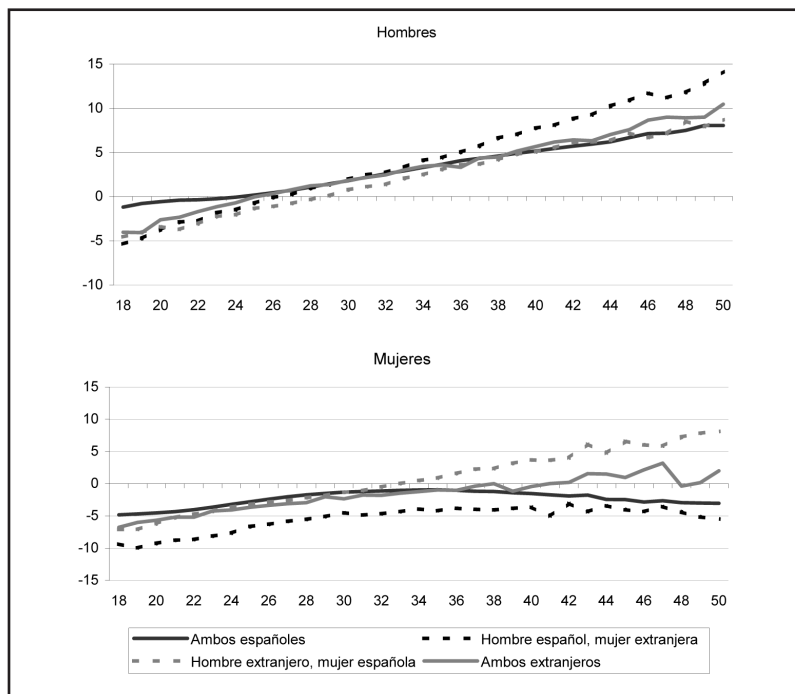 Hombres
15
10
5
0
-5
-10
18 20 22 24 26 28 30 32 34 36 38 40 42 44 46 48 50
Mujeres
15
10
5
0
-5
-10
-15
18 20 22 24 26 28 30 32 34 36 38 40 42 44 46 48 50
Ambos españoles Hombre español, mujer extranjera
Hombre extranjero, mujer española Ambos extranjeros